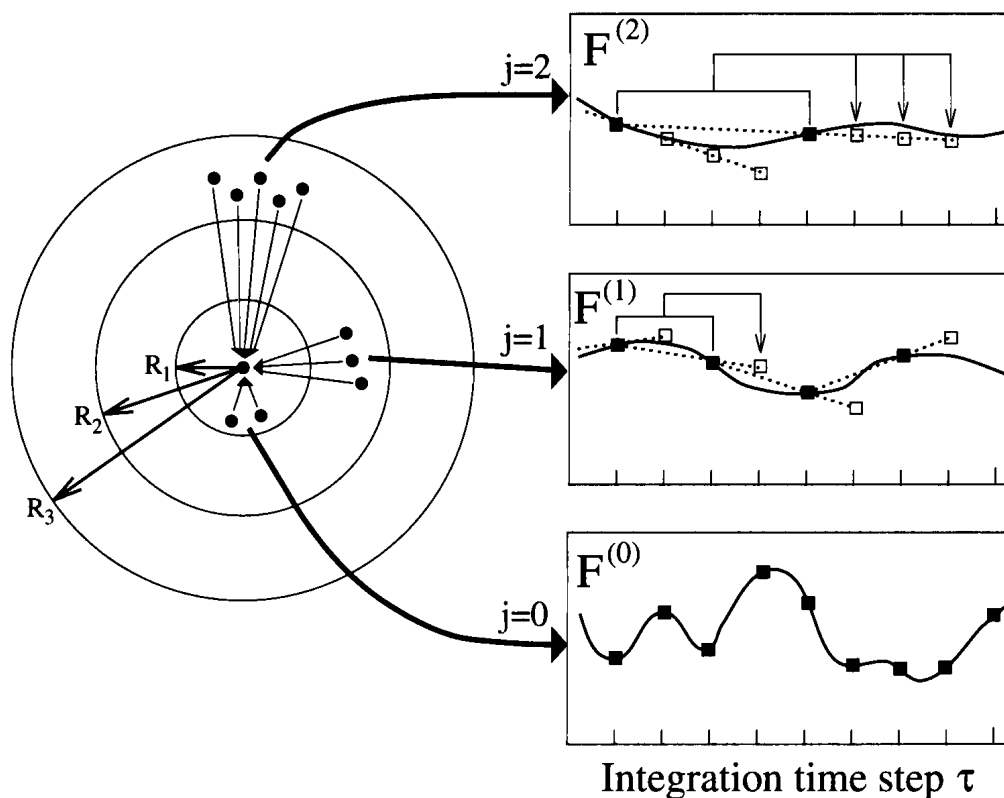 F^(2)
j=2
F^(1)
j=1
R₁
R₂
R₃
F^(0)
j=0
Integration time step τ